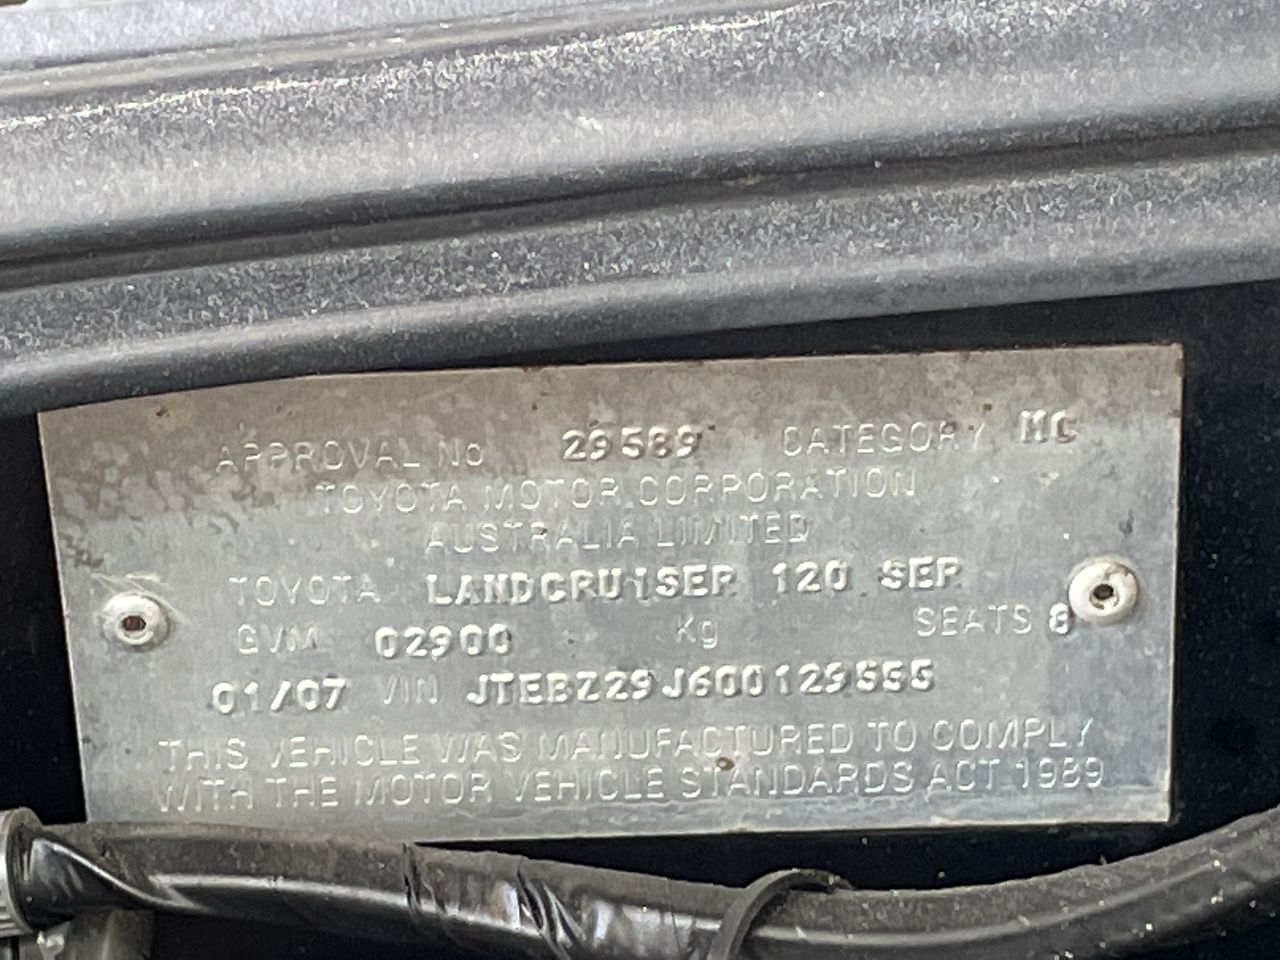 APPROVAL No 29589 CATEGORY MC
TOYOTA MOTOR CORPORATION
AUSTRALIA LIMITED
TOYOTA LANDCRUISER 120 SER
GVM 02900 Kg SEATS 8
01/07 VIN JTEBZ29J600129555
THIS VEHICLE WAS MANUFACTURED TO COMPLY
WITH THE MOTOR VEHICLE STANDARDS ACT 1989